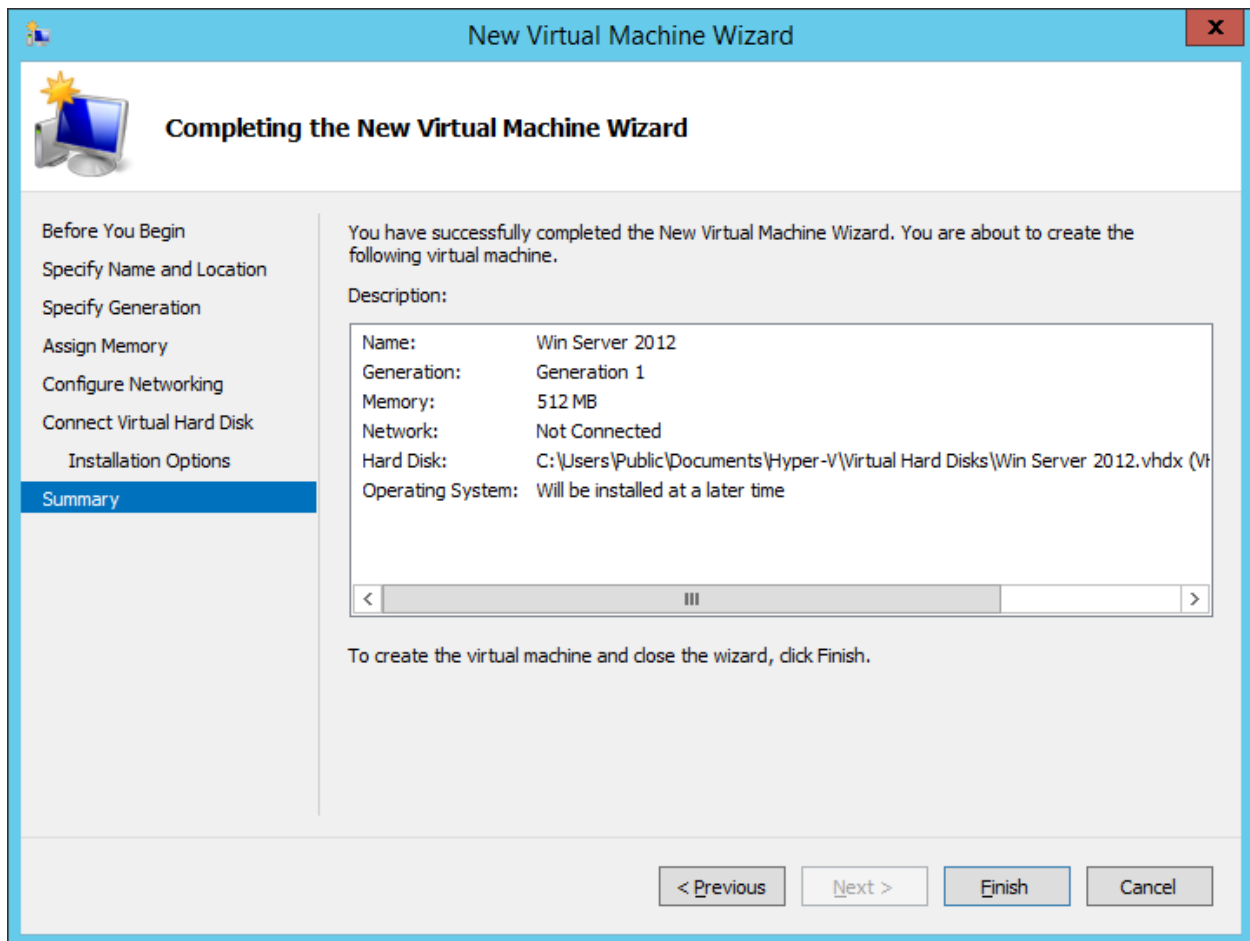 New Virtual Machine Wizard
x
Completing the New Virtual Machine Wizard
Before You Begin
Specify Name and Location
Specify Generation
Assign Memory
Configure Networking
Connect Virtual Hard Disk
Installation Options
Summary
You have successfully completed the New Virtual Machine Wizard. You are about to create the
following virtual machine.
Description:
Name: Win Server 2012
Generation: Generation 1
Memory: 512 MB
Network: Not Connected
Hard Disk: C:\Users\Public\Documents\Hyper-V\Virtual Hard Disks\Win Server 2012.vhdx
Operating System: Will be installed at a later time
To create the virtual machine and close the wizard, click Finish.
< Previous
Next >
Finish
Cancel